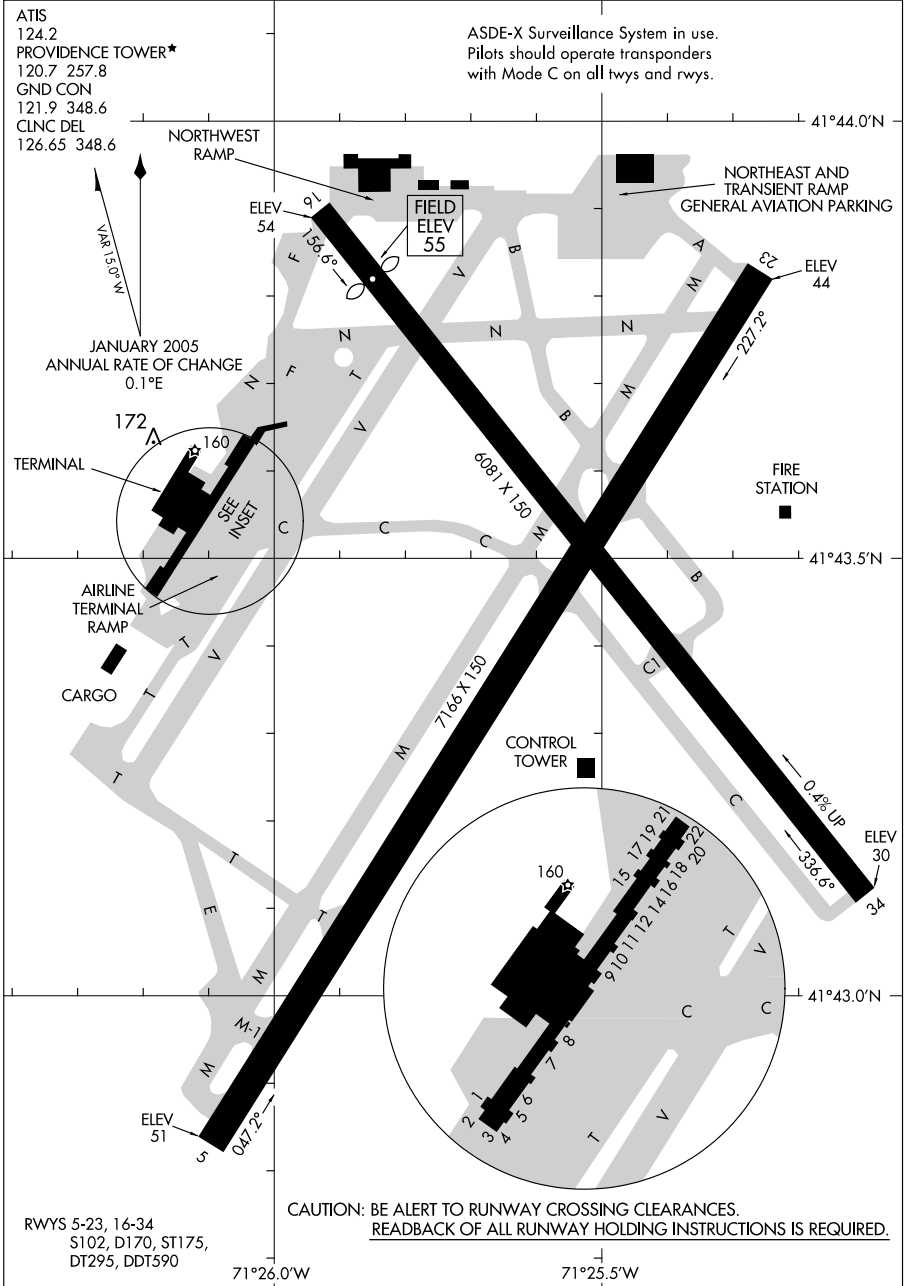 ATIS
124.2
PROVIDENCE TOWER★
120.7 257.8
GND CON
121.9 348.6
CLNC DEL
126.65 348.6
ASDE-X Surveillance System in use.
Pilots should operate transponders
with Mode C on all twys and rwys.
41°44.0'N
NORTHWEST
RAMP
NORTHEAST AND
TRANSIENT RAMP
GENERAL AVIATION PARKING
VAR 15.0° W
JANUARY 2005
ANNUAL RATE OF CHANGE
0.1°E
ELEV
54
16
156.6°
FIELD
ELEV
55
A
23
ELEV
44
227.2°
F
V
B
M
N
N
N
N
F
T
V
B
M
172
160
TERMINAL
SEE
INSET
6081 X 150
FIRE
STATION
C
C
C
M
41°43.5'N
B
AIRLINE
TERMINAL
RAMP
T
V
C1
CARGO
T
7166 X 150
M
T
CONTROL
TOWER
C
0.4% UP
336.6°
ELEV
30
34
T
E
T
M
M-1
M
41°43.0'N
160
15
17
19
21
22
20
18
16
14
12
11
10
9
8
7
6
5
4
3
2
1
T
V
C
C
T
V
ELEV
51
5
047.2°
CAUTION: BE ALERT TO RUNWAY CROSSING CLEARANCES.
READBACK OF ALL RUNWAY HOLDING INSTRUCTIONS IS REQUIRED.
RWYS 5-23, 16-34
S102, D170, ST175,
DT295, DDT590
71°26.0'W
71°25.5'W